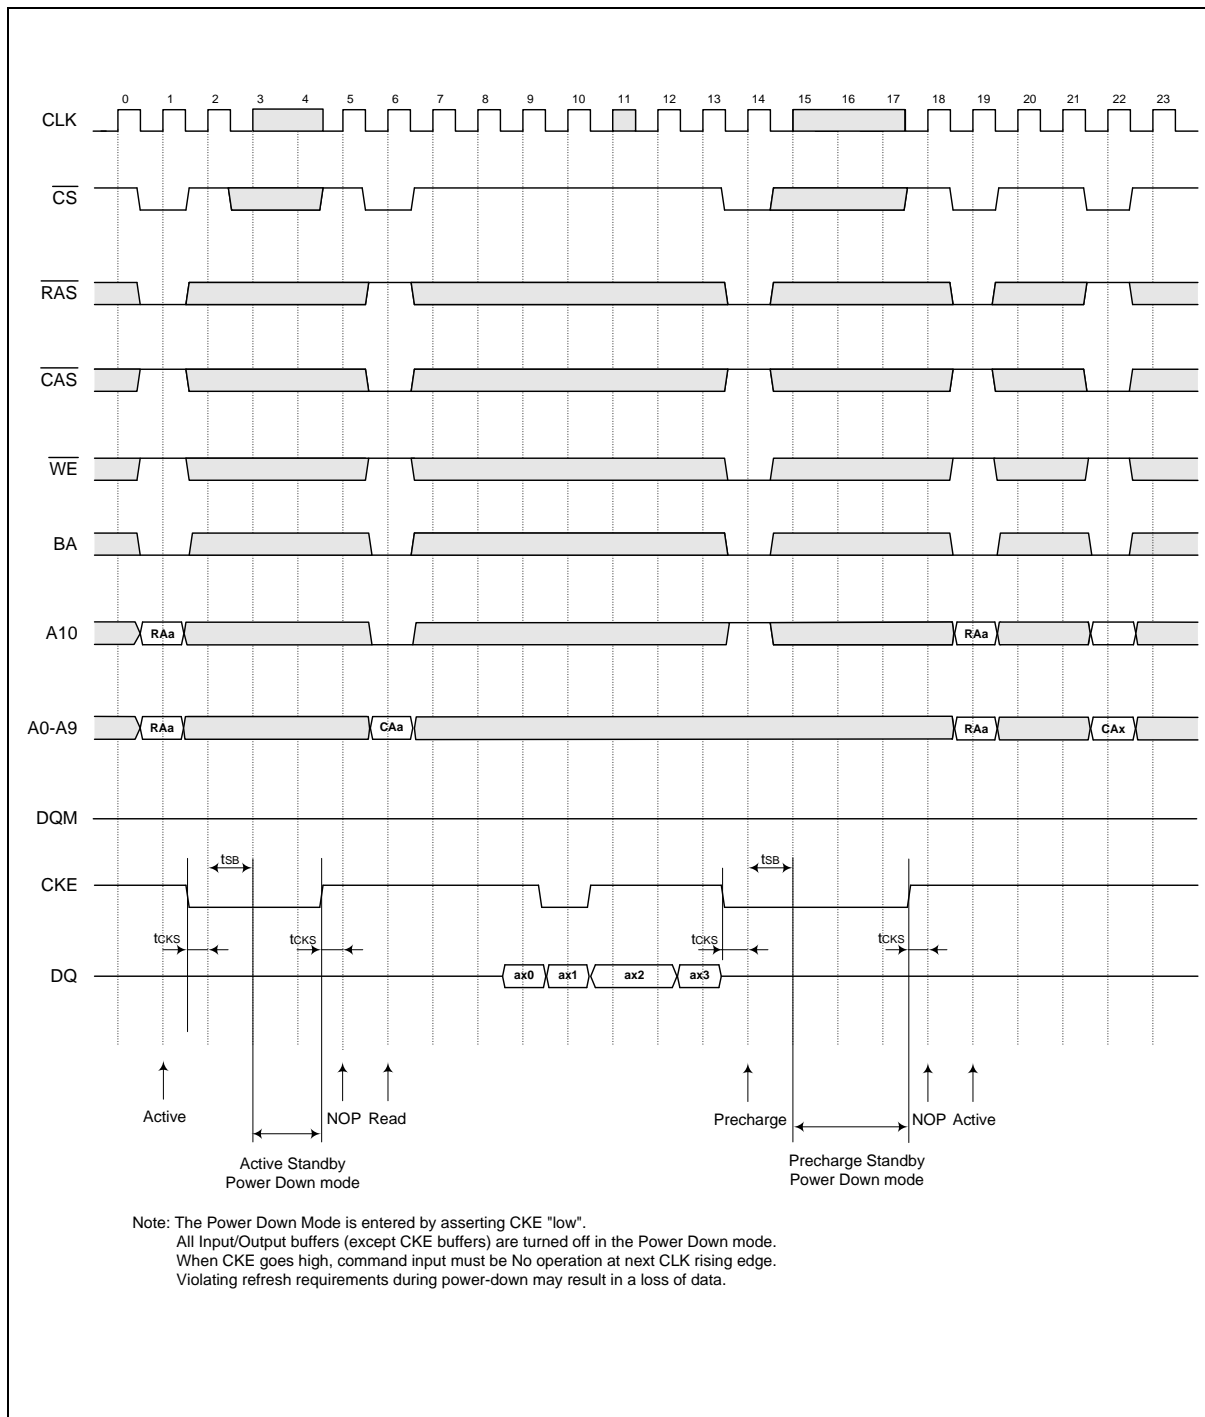 0 1 2 3 4 5 6 7 8 9 10 11 12 13 14 15 16 17 18 19 20 21 22 23
CLK
CS
RAS
CAS
WE
BA
A10 RAa RAa
A0-A9 RAa CAa RAa CAx
DQM
tSB tSB
CKE
tCKS tCKS tCKS tCKS
DQ ax0 ax1 ax2 ax3
Active NOP Read Precharge NOP Active
Active Standby
Power Down mode
Precharge Standby
Power Down mode
Note: The Power Down Mode is entered by asserting CKE "low".
All Input/Output buffers (except CKE buffers) are turned off in the Power Down mode.
When CKE goes high, command input must be No operation at next CLK rising edge.
Violating refresh requirements during power-down may result in a loss of data.